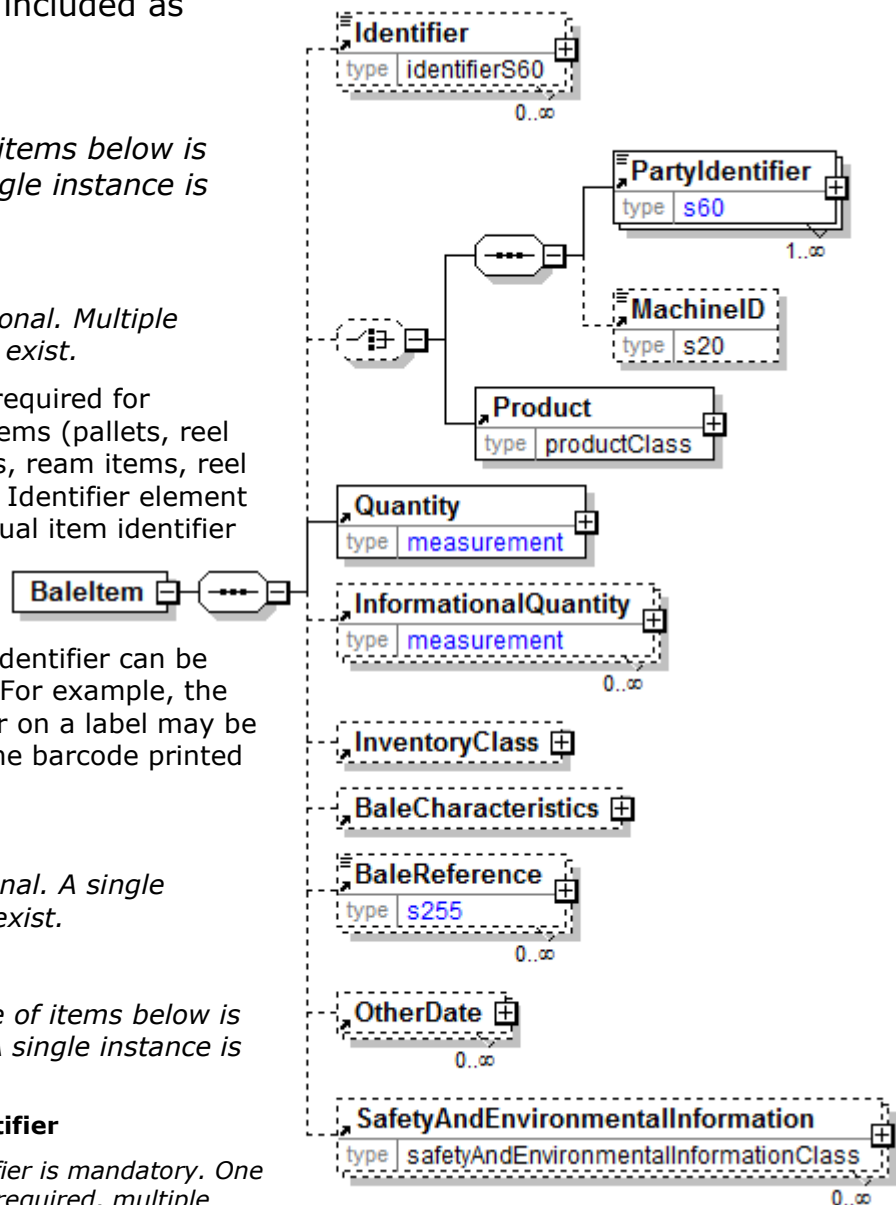 included as
items below is
gle instance is
onal. Multiple
exist.
required for
ems (pallets, reel
s, ream items, reel
Identifier element
ual item identifier
dentifier can be
For example, the
r on a label may be
he barcode printed
nal. A single
exist.
e of items below is
A single instance is
tifier
fier is mandatory. One
required, multiple
BaleItem
Identifier
type identifierS60
0..∞
PartyIdentifier
type s60
1..∞
MachineID
type s20
Product
type productClass
Quantity
type measurement
InformationalQuantity
type measurement
0..∞
InventoryClass
BaleCharacteristics
BaleReference
type s255
0..∞
OtherDate
0..∞
SafetyAndEnvironmentalInformation
type safetyAndEnvironmentalInformationClass
0..∞